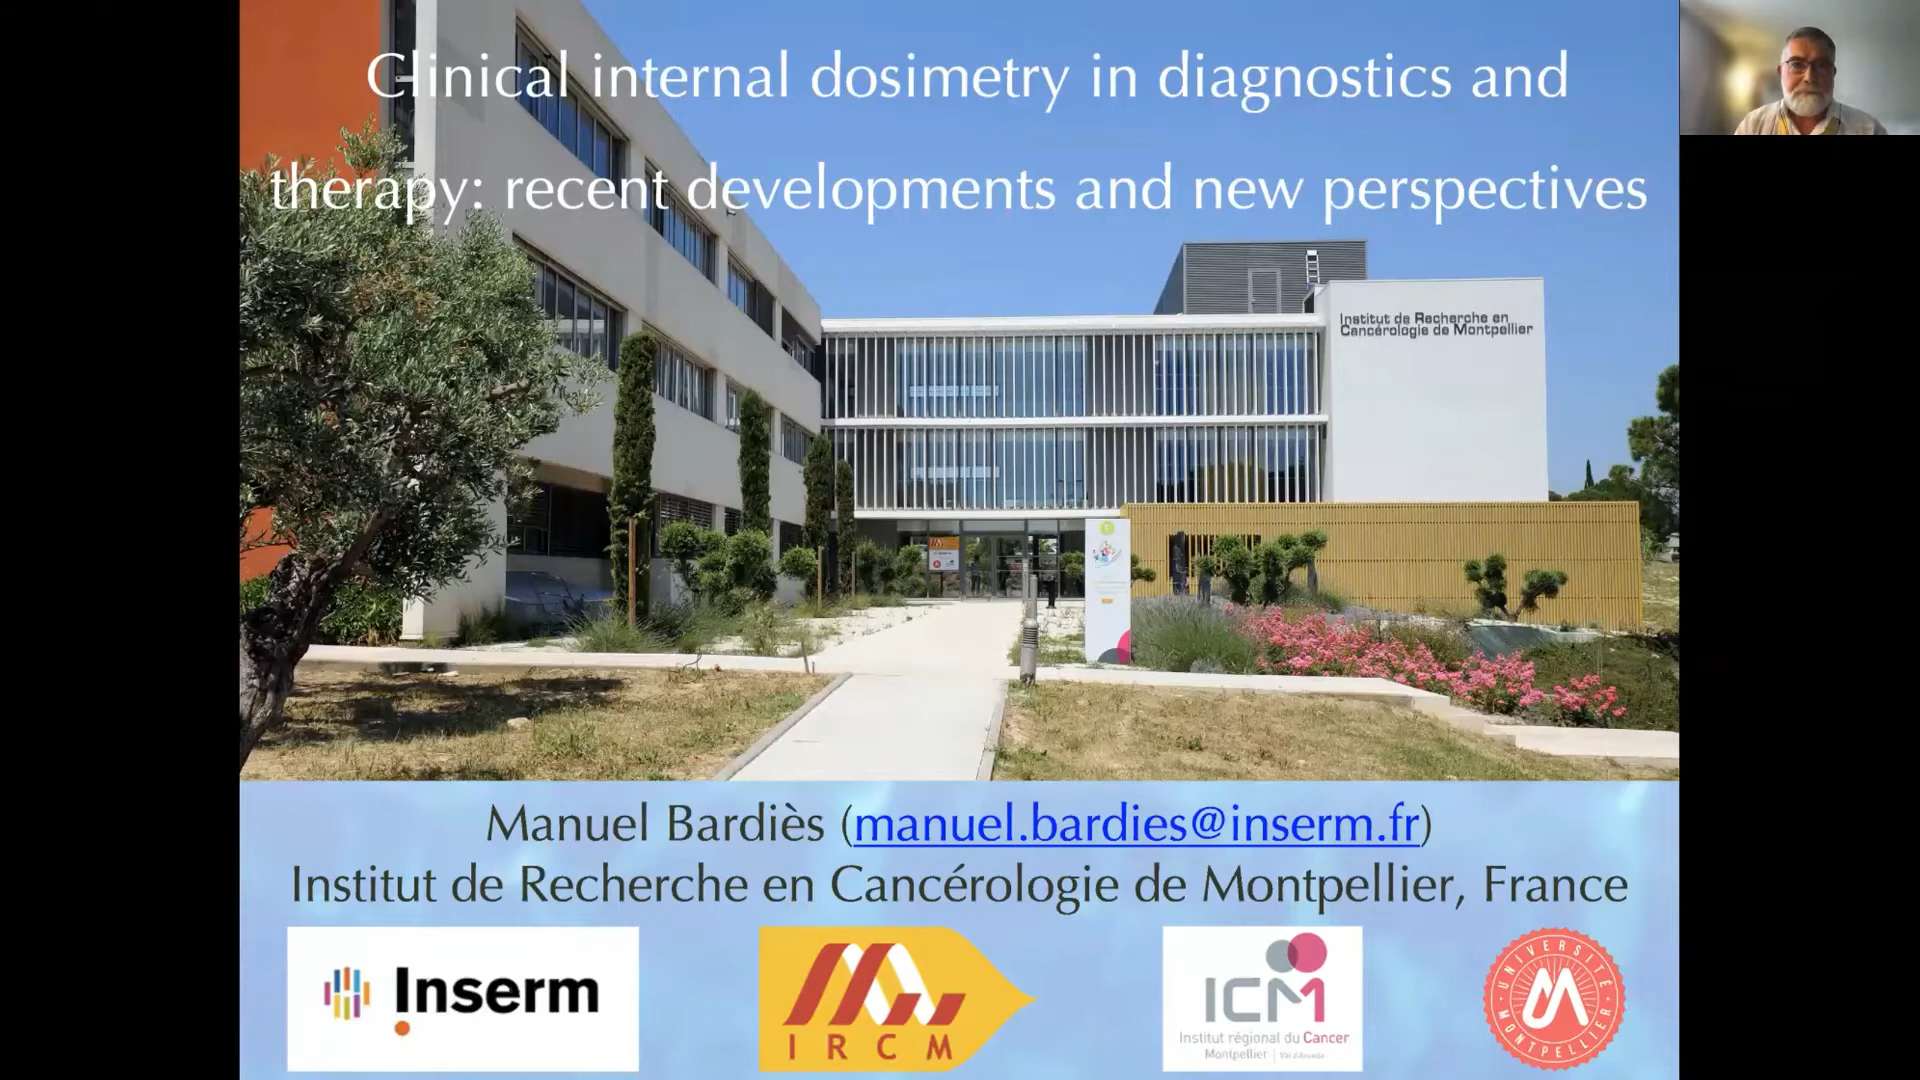 Clinical internal dosimetry in diagnostics and
therapy: recent developments and new perspectives
Institut de Recherche en
Cancérologie de Montpellier
Manuel Bardiès (manuel.bardies@inserm.fr)
Institut de Recherche en Cancérologie de Montpellier, France
Inserm
IRCM
ICM
Institut régional du Cancer
Montpellier | Val d'Aurelle
UNIVERSITÉ
MONTPELLIER